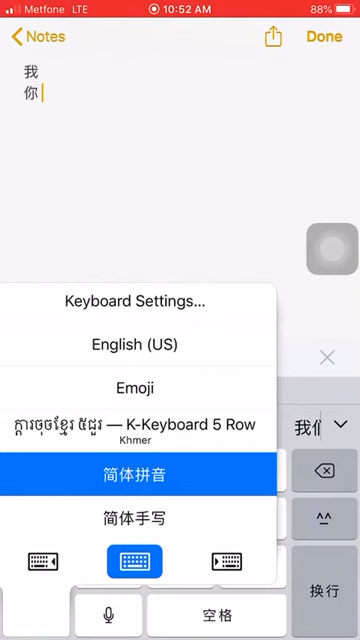 Metfone LTE 10:52 AM 88%
Notes Done
我
你
Keyboard Settings...
English (US)
Emoji
ក្ដារចុចខ្មែរ ៥ជួរ — K-Keyboard 5 Row
Khmer
我们
简体拼音
简体手写
^^
换行
空格